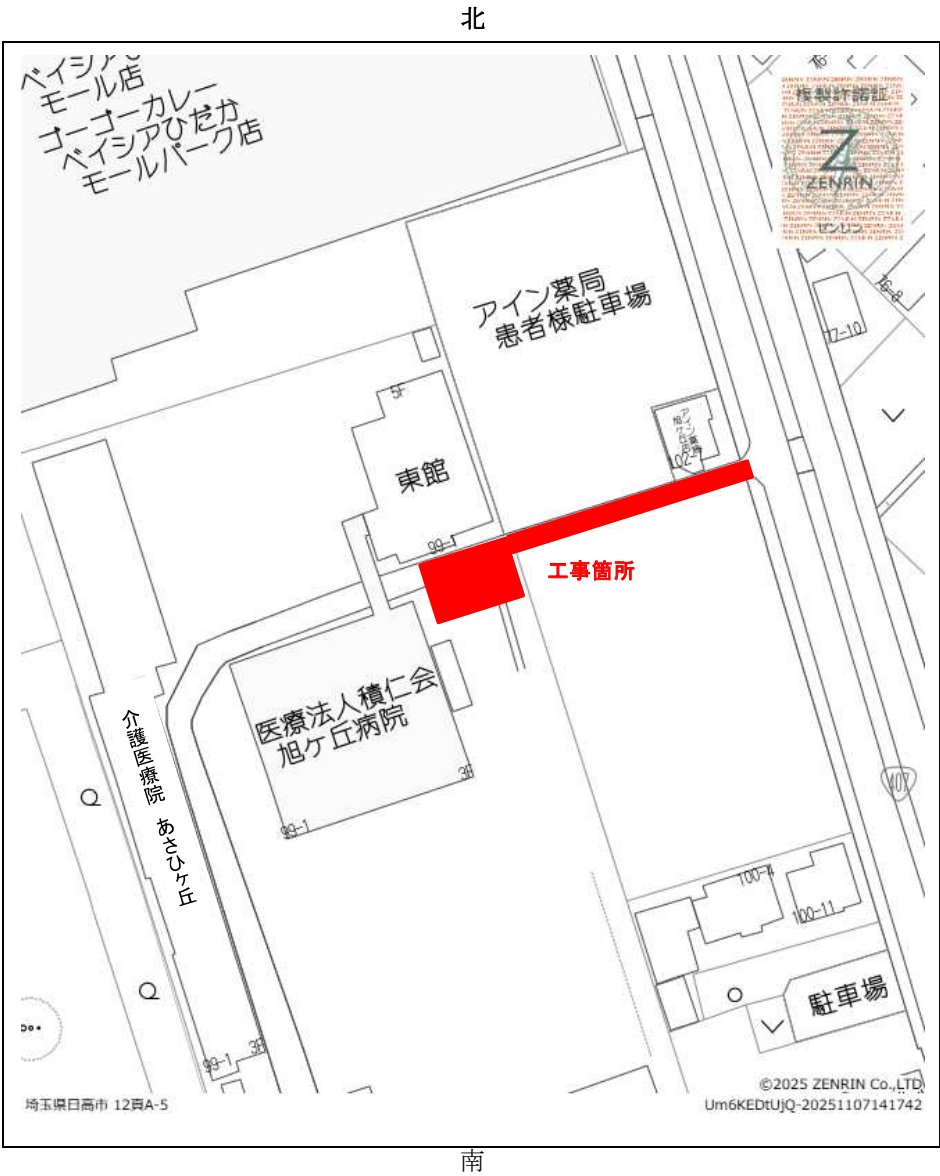 北
モール店
ゴーゴーカレー
ベイシアひだか
モールパーク店
複製許諾証
Z
ZENRIN
ゼンリン
16-8
17-10
アイン薬局
患者様駐車場
5F
東館
99-1
アイン薬局
旭ケ丘店
102-
工事箇所
医療法人積仁会
旭ケ丘病院
3F
99-1
介護医療院 あさひケ丘
407
100-4
100-11
駐車場
99-1
3F
©2025 ZENRIN Co.,LTD
埼玉県日高市 12頁A-5
Um6KEDtUjQ-20251107141742
南